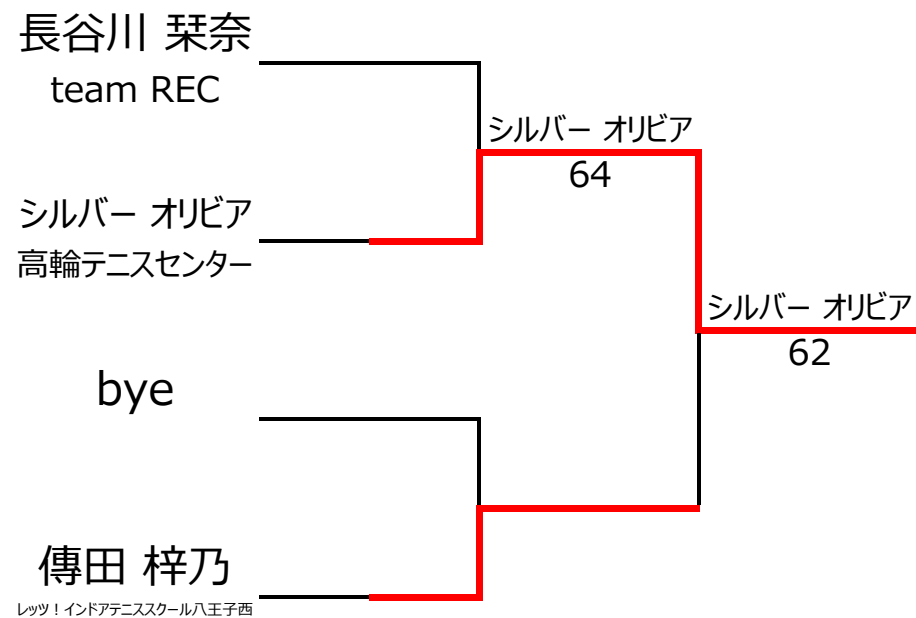 長谷川 栞奈
team REC
シルバー オリビア
64
シルバー オリビア
高輪テニスセンター
シルバー オリビア
62
bye
傳田 梓乃
レッツ！インドアテニススクール八王子西